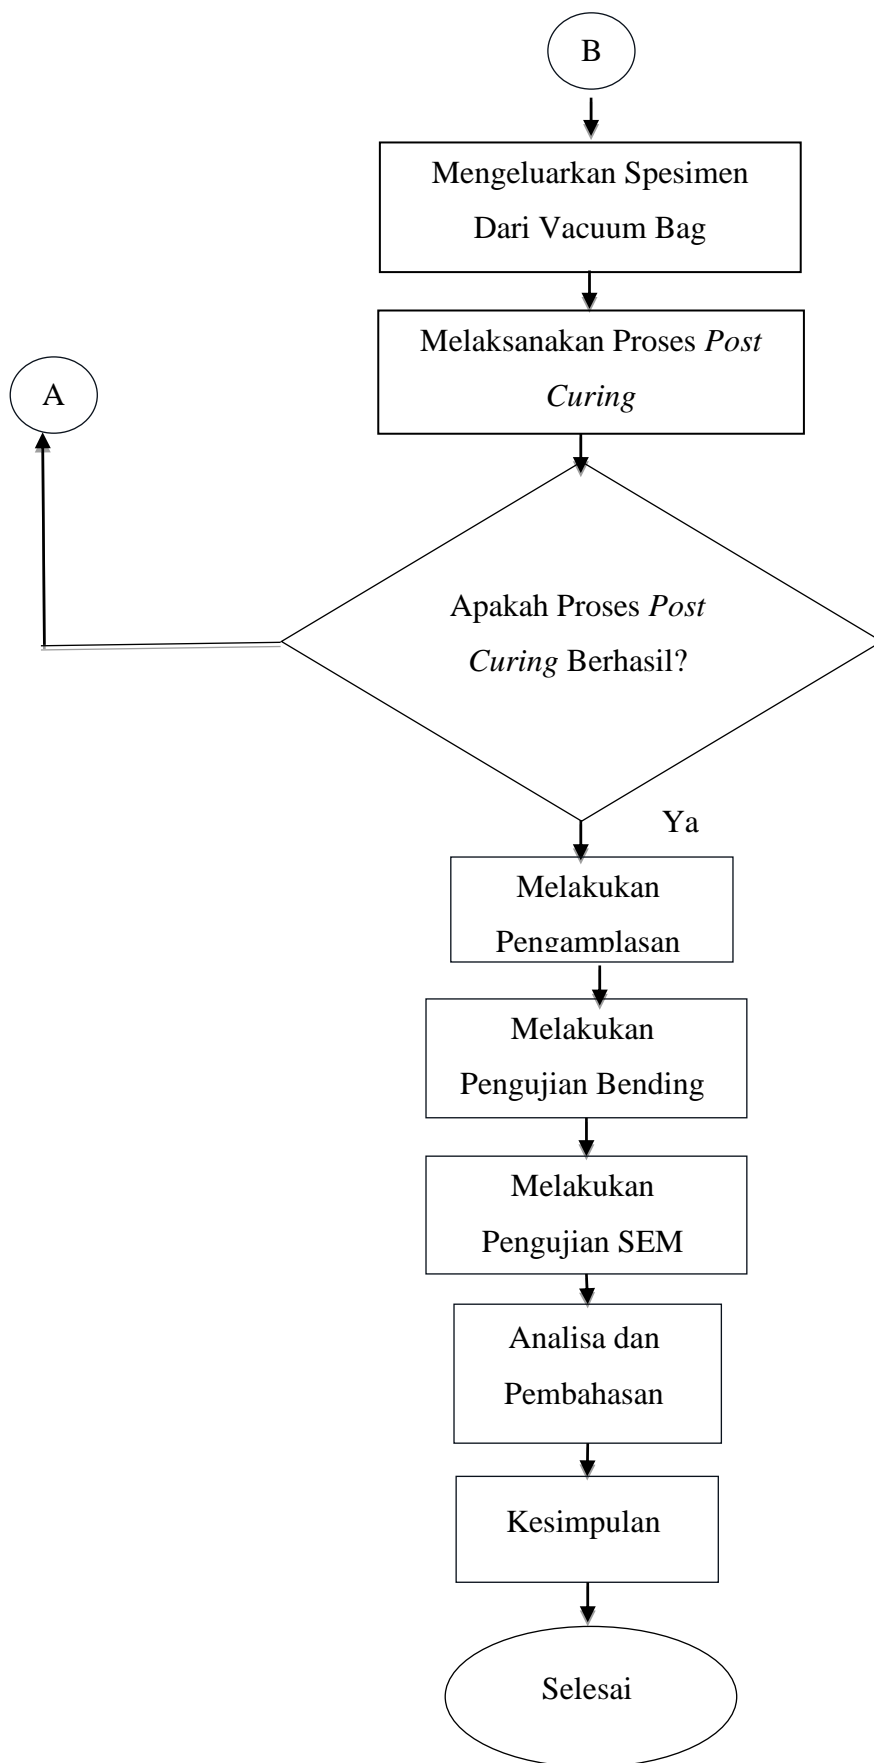 B
Mengeluarkan Spesimen
Dari Vacuum Bag
Melaksanakan Proses Post
Curing
A
Apakah Proses Post
Curing Berhasil?
Ya
Melakukan
Pengamplasan
Melakukan
Pengujian Bending
Melakukan
Pengujian SEM
Analisa dan
Pembahasan
Kesimpulan
Selesai